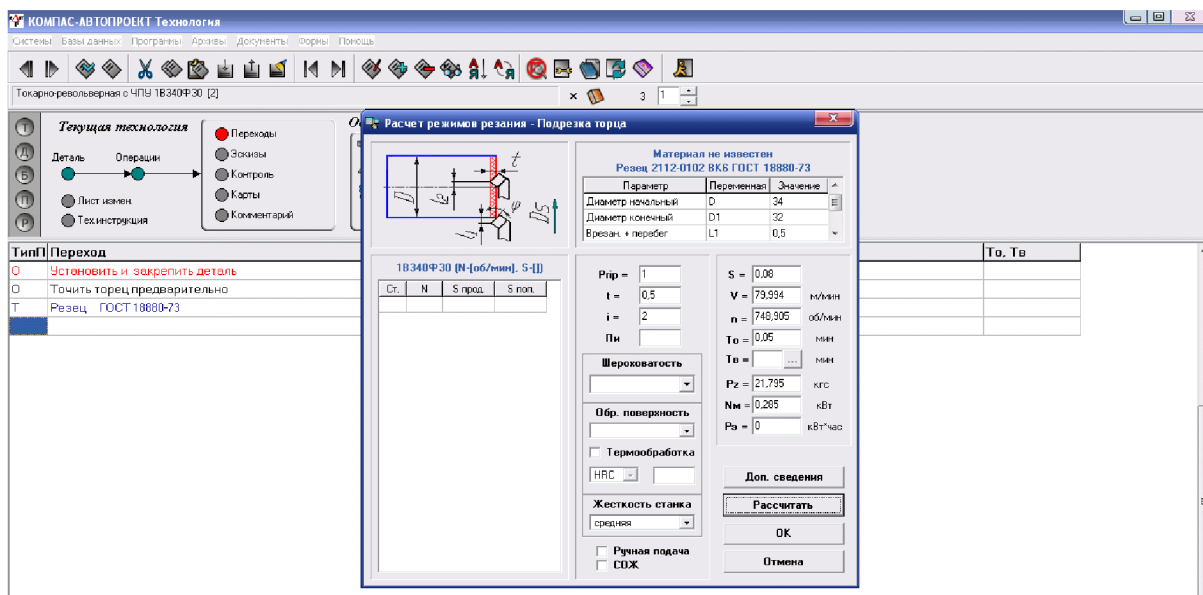 КОМПАС-АВТОПРОЕКТ Технология
Системы Базы данных Программы Архивы Документы Формы Помощь
Токарно-револьверная с ЧПУ 1В340Ф30 [2]
3 1
Текущая технология
Деталь Операции
Лист измен.
Тех.инструкция
Переходы
Эскизы
Контроль
Карты
Комментарий
Т
Д
Б
П
Р
ТипП Переход То, Тв
О Установить и закрепить деталь
О Точить торец предварительно
Т Резец ГОСТ 18880-73
Расчет режимов резания - Подрезка торца
t
D
l2
φ
Ds
Материал не известен
Резец 2112-0102 ВК6 ГОСТ 18880-73
Параметр Переменная Значение
Диаметр начальный D 34
Диаметр конечный D1 32
Врезан. + перебег L1 0,5
1В340Ф30 (N-[об/мин], S-[])
Ст. N S прод. S поп.
Prip = 1
t = 0,5
i = 2
Пи
Шероховатость
Обр. поверхность
Термообработка
HRC
Жесткость станка
средняя
Ручная подача
СОЖ
S = 0,08
V = 79,994 м/мин
n = 748,905 об/мин
То = 0,05 мин
Тв = ... мин
Pz = 21,795 кгс
Nм = 0,285 кВт
Рэ = 0 кВт*час
Доп. сведения
Рассчитать
OK
Отмена